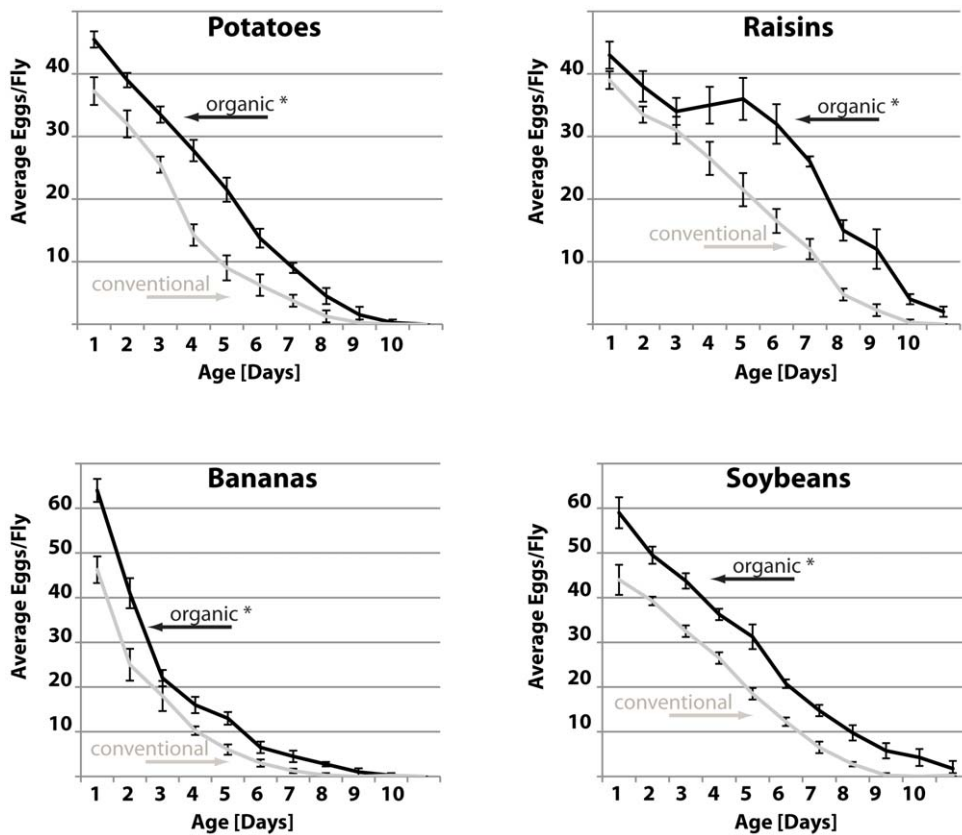 Potatoes
Average Eggs/Fly
40
30
20
10
organic *
conventional
1 2 3 4 5 6 7 8 9 10
Age [Days]
Raisins
Average Eggs/Fly
40
30
20
10
organic *
conventional
1 2 3 4 5 6 7 8 9 10
Age [Days]
Bananas
Average Eggs/Fly
60
50
40
30
20
10
organic *
conventional
1 2 3 4 5 6 7 8 9 10
Age [Days]
Soybeans
Average Eggs/Fly
60
50
40
30
20
10
organic *
conventional
1 2 3 4 5 6 7 8 9 10
Age [Days]